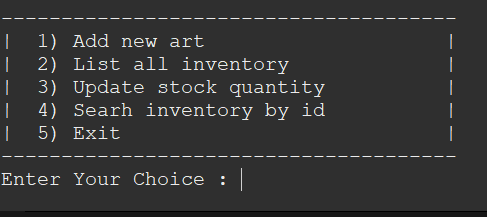 --------------------------------------
|  1) Add new art                    |
|  2) List all inventory             |
|  3) Update stock quantity          |
|  4) Searh inventory by id          |
|  5) Exit                           |
--------------------------------------
Enter Your Choice :